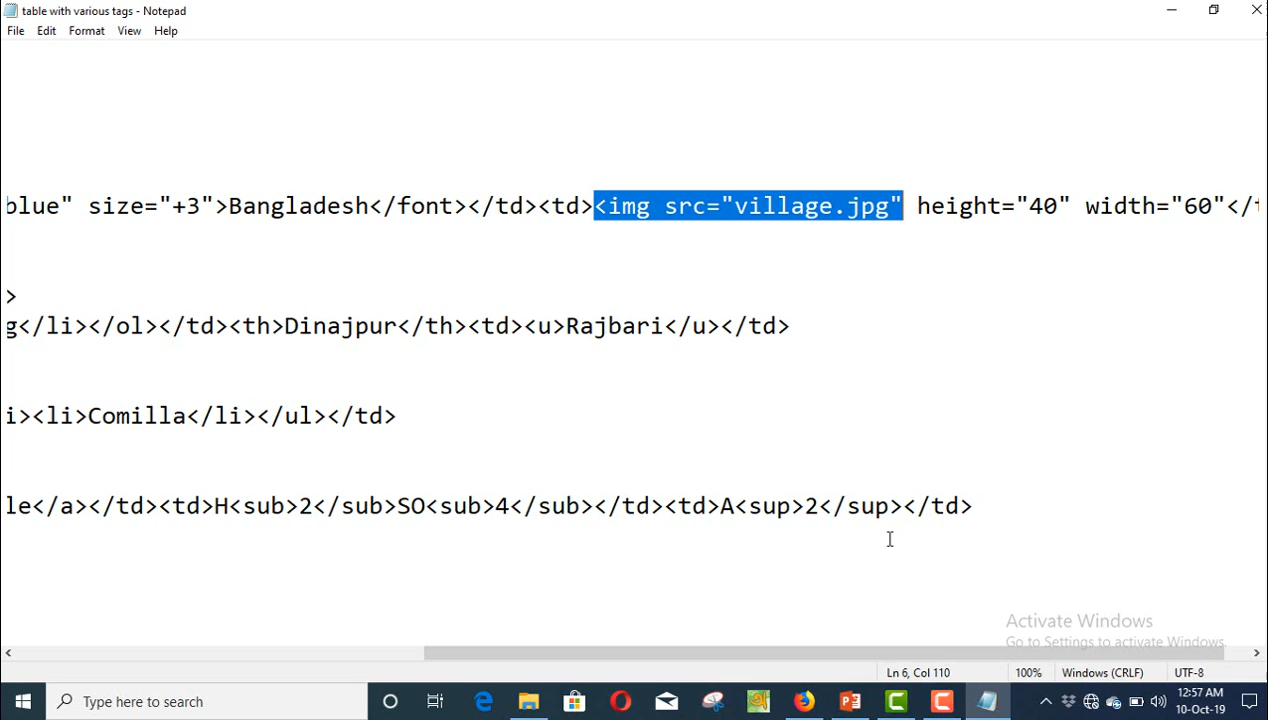 table with various tags - Notepad
File Edit Format View Help
blue" size="+3">Bangladesh</font></td><td><img src="village.jpg" height="40" width="60"</t
>
g</li></ol></td><th>Dinajpur</th><td><u>Rajbari</u></td>
i><li>Comilla</li></ul></td>
le</a></td><td>H<sub>2</sub>SO<sub>4</sub></td><td>A<sup>2</sup></td>
Activate Windows
Go to Settings to activate Windows.
Ln 6, Col 110 100% Windows (CRLF) UTF-8
Type here to search
12:57 AM
10-Oct-19